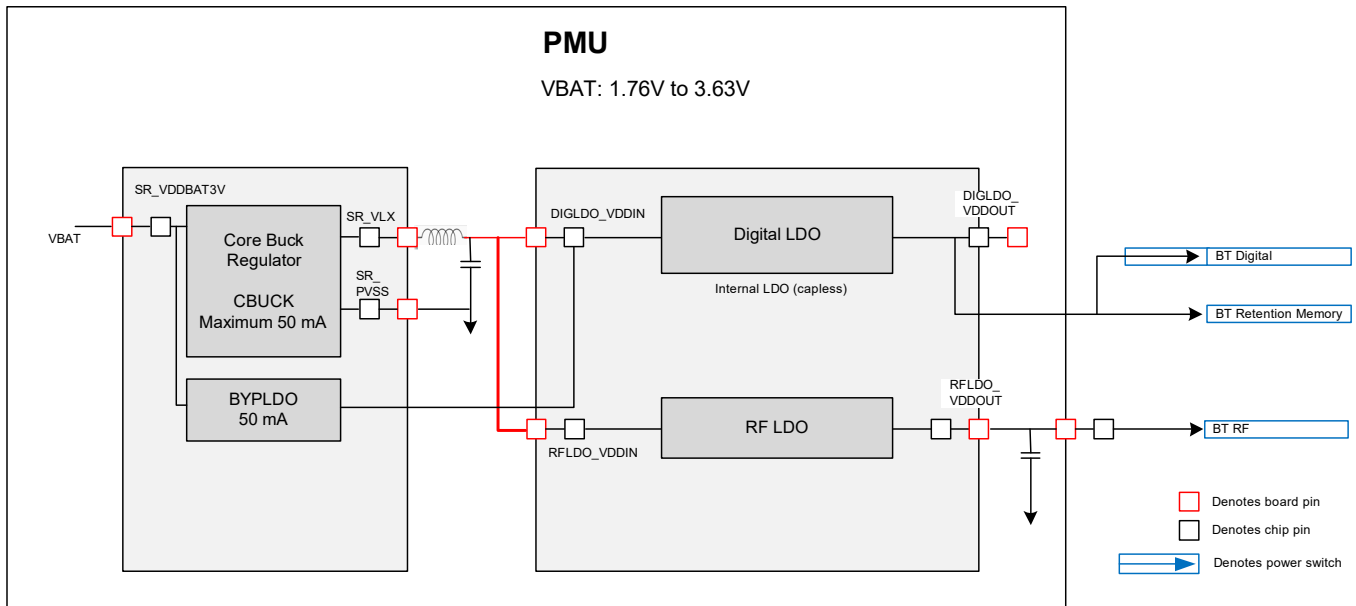 PMU
VBAT: 1.76V to 3.63V
SR_VDDBAT3V
VBAT
Core Buck
Regulator
CBUCK
Maximum 50 mA
SR_VLX
SR_
PVSS
BYPLDO
50 mA
DIGLDO_VDDIN
Digital LDO
Internal LDO (capless)
DIGLDO_
VDDOUT
BT Digital
BT Retention Memory
RFLDO_VDDIN
RF LDO
RFLDO_
VDDOUT
BT RF
Denotes board pin
Denotes chip pin
Denotes power switch